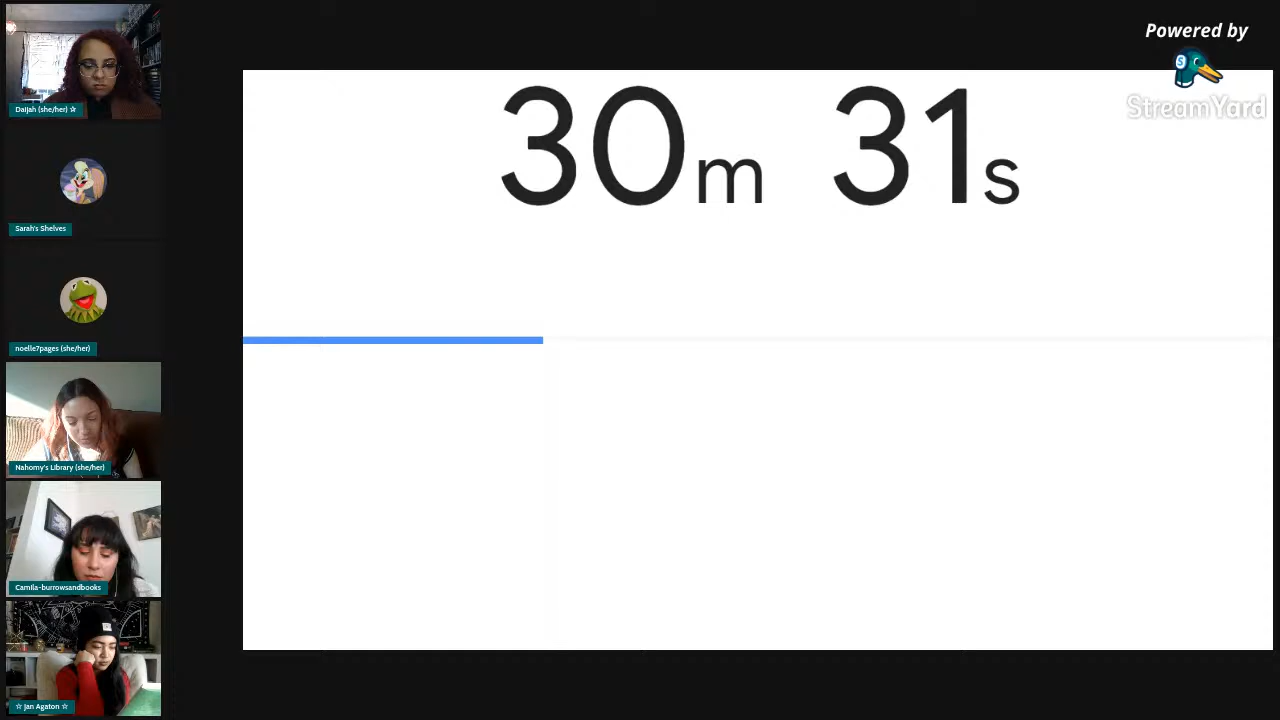 Powered by
StreamYard
30m 31s
Daijah (she/her) ☆
Sarah's Shelves
noelle7pages (she/her)
Nahomy's Library (she/her)
Camila-burrowsandbooks
☆ Jan Agaton ☆